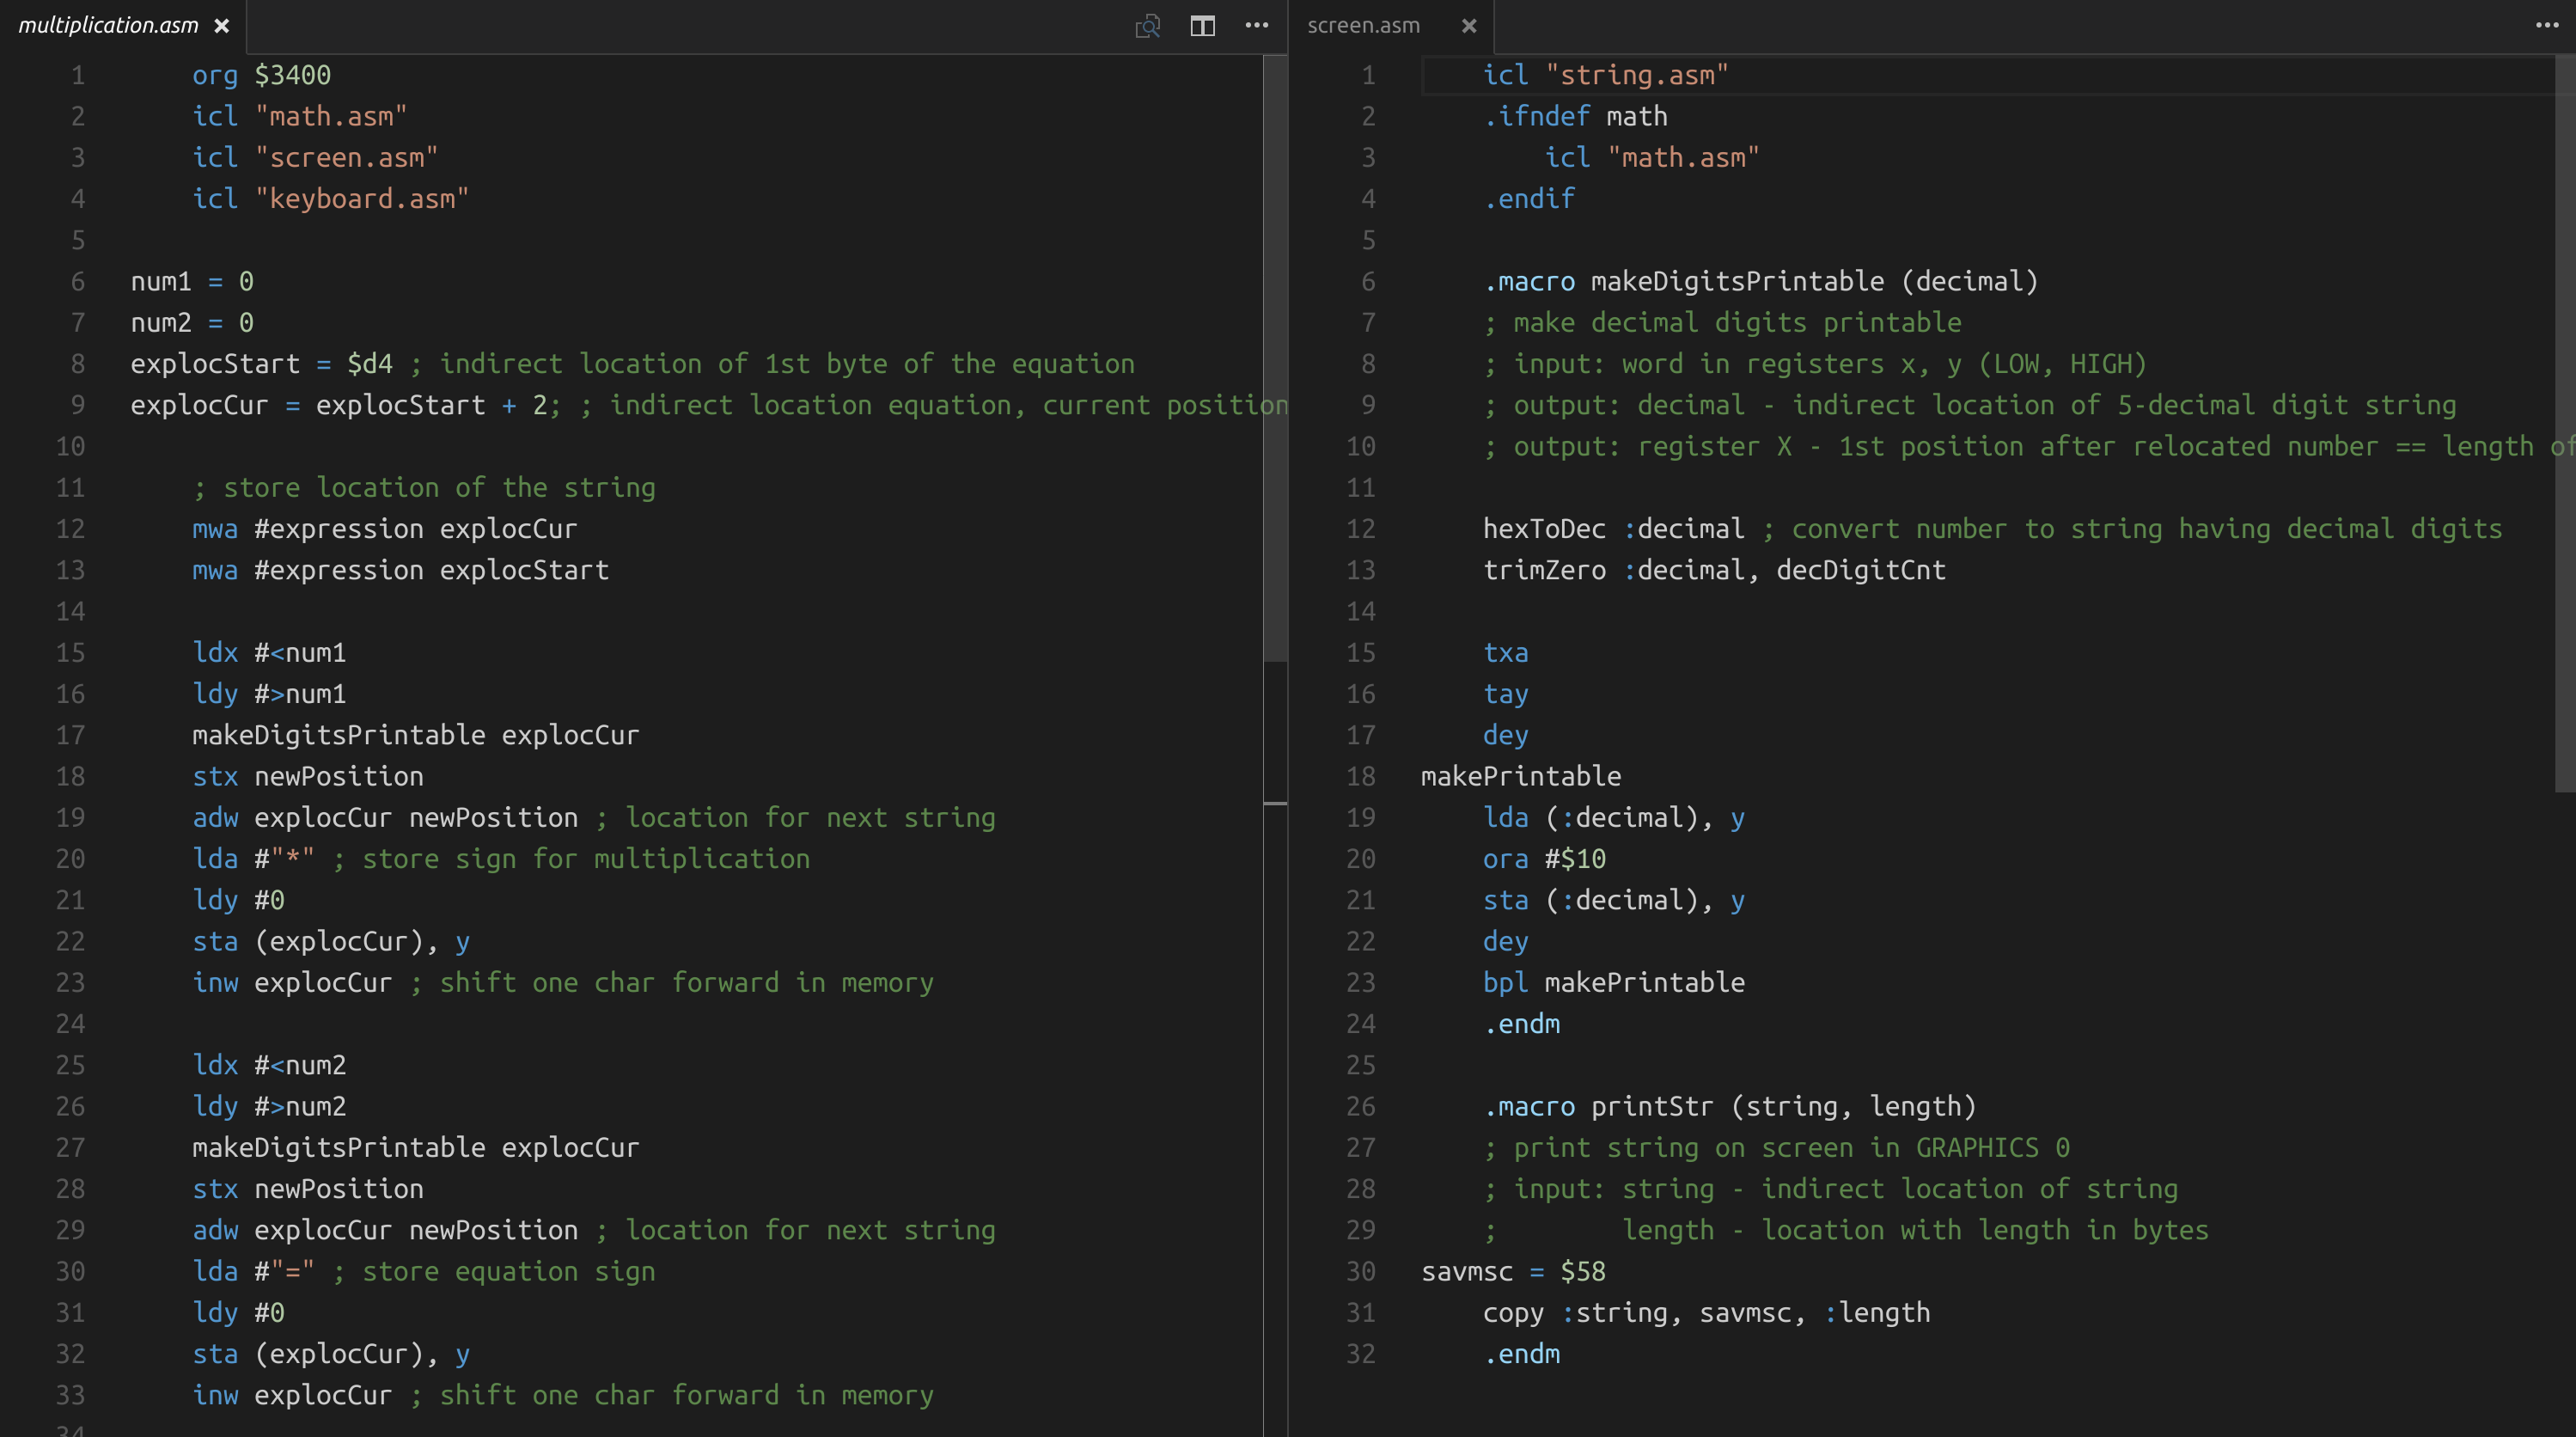 multiplication.asm
1 org $3400
2 icl "math.asm"
3 icl "screen.asm"
4 icl "keyboard.asm"
5
6 num1 = 0
7 num2 = 0
8 explocStart = $d4 ; indirect location of 1st byte of the equation
9 explocCur = explocStart + 2; ; indirect location equation, current position
10
11 ; store location of the string
12 mwa #expression explocCur
13 mwa #expression explocStart
14
15 ldx #<num1
16 ldy #>num1
17 makeDigitsPrintable explocCur
18 stx newPosition
19 adw explocCur newPosition ; location for next string
20 lda #"*" ; store sign for multiplication
21 ldy #0
22 sta (explocCur), y
23 inw explocCur ; shift one char forward in memory
24
25 ldx #<num2
26 ldy #>num2
27 makeDigitsPrintable explocCur
28 stx newPosition
29 adw explocCur newPosition ; location for next string
30 lda #"=" ; store equation sign
31 ldy #0
32 sta (explocCur), y
33 inw explocCur ; shift one char forward in memory
34
screen.asm
1 icl "string.asm"
2 .ifndef math
3 icl "math.asm"
4 .endif
5
6 .macro makeDigitsPrintable (decimal)
7 ; make decimal digits printable
8 ; input: word in registers x, y (LOW, HIGH)
9 ; output: decimal - indirect location of 5-decimal digit string
10 ; output: register X - 1st position after relocated number == length of
11
12 hexToDec :decimal ; convert number to string having decimal digits
13 trimZero :decimal, decDigitCnt
14
15 txa
16 tay
17 dey
18 makePrintable
19 lda (:decimal), y
20 ora #$10
21 sta (:decimal), y
22 dey
23 bpl makePrintable
24 .endm
25
26 .macro printStr (string, length)
27 ; print string on screen in GRAPHICS 0
28 ; input: string - indirect location of string
29 ; length - location with length in bytes
30 savmsc = $58
31 copy :string, savmsc, :length
32 .endm